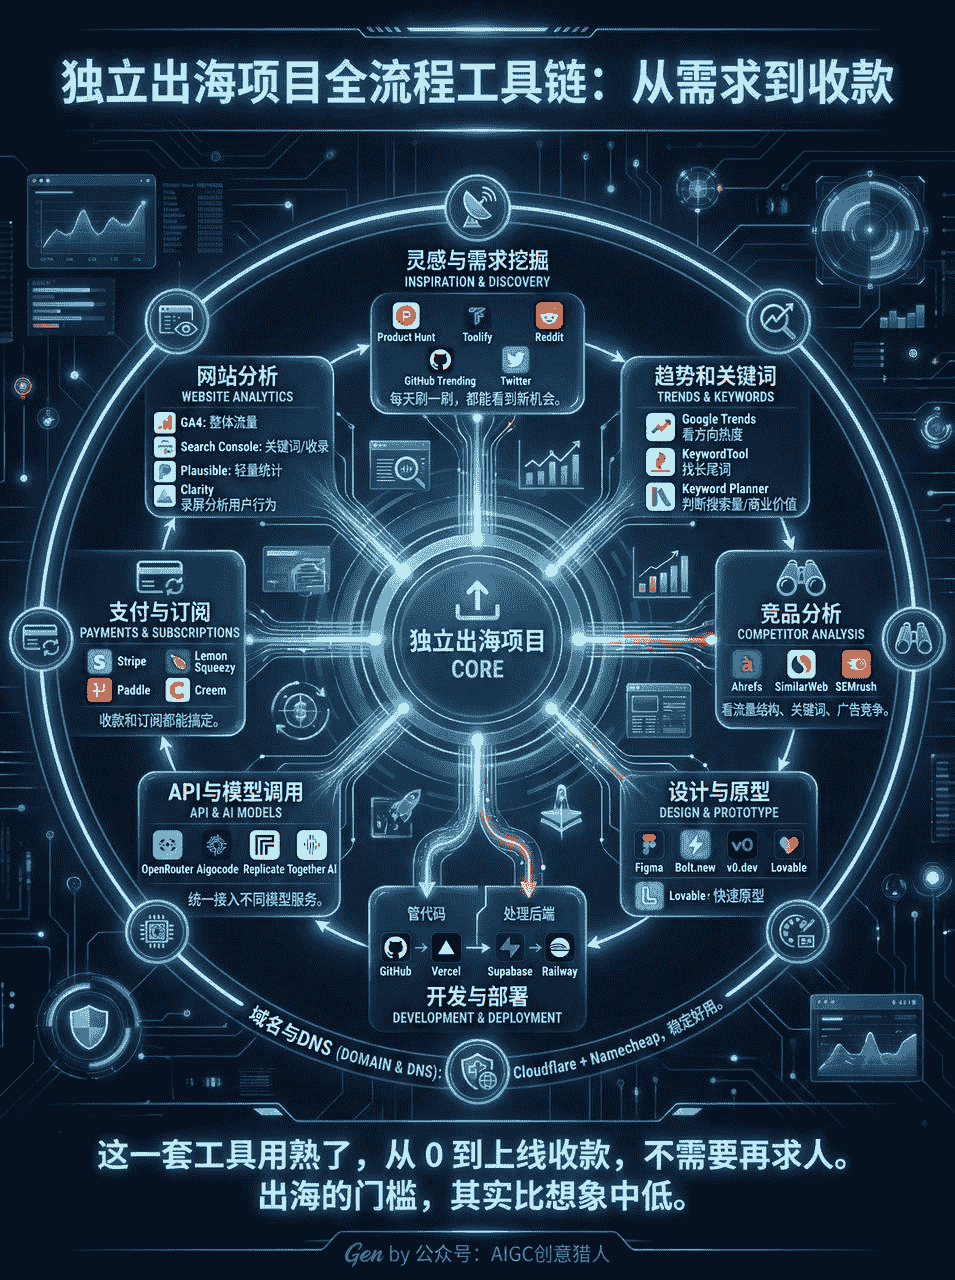 独立出海项目全流程工具链：从需求到收款
灵感与需求挖掘
INSPIRATION & DISCOVERY
Product Hunt
Toolify
Reddit
GitHub Trending
Twitter
每天刷一刷，都能看到新机会。
趋势和关键词
TRENDS & KEYWORDS
Google Trends
看方向热度
KeywordTool
找长尾词
Keyword Planner
判断搜索量/商业价值
竞品分析
COMPETITOR ANALYSIS
Ahrefs
SimilarWeb
SEMrush
看流量结构、关键词、广告竞争。
设计与原型
DESIGN & PROTOTYPE
Figma
Bolt.new
v0
v0.dev
Lovable
Lovable: 快速原型
管代码
处理后端
GitHub
Vercel
Supabase
Railway
开发与部署
DEVELOPMENT & DEPLOYMENT
API与模型调用
API & AI MODELS
OpenRouter
Aigocode
Replicate
Together AI
统一接入不同模型服务。
支付与订阅
PAYMENTS & SUBSCRIPTIONS
Stripe
Lemon
Squeezy
Paddle
Creem
收款和订阅都能搞定。
网站分析
WEBSITE ANALYTICS
GA4: 整体流量
Search Console: 关键词/收录
Plausible: 轻量统计
Clarity
录屏分析用户行为
独立出海项目
CORE
域名与DNS (DOMAIN & DNS):
Cloudflare + Namecheap，稳定好用。
这一套工具用熟了，从 0 到上线收款，不需要再求人。
出海的门槛，其实比想象中低。
Gen by 公众号：AIGC创意猎人